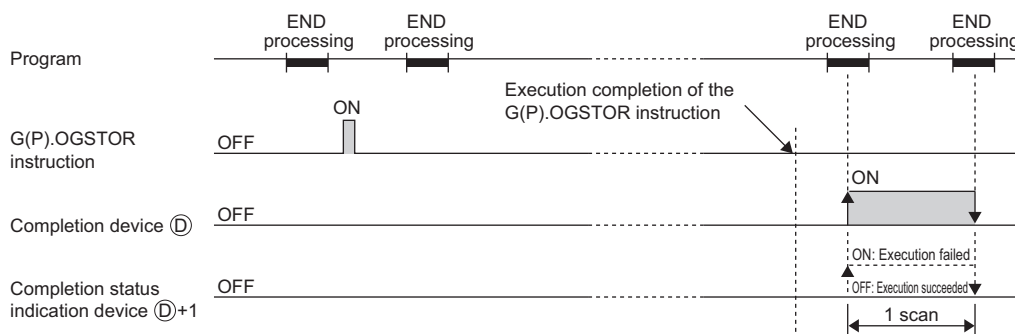 END processing
END processing
END processing
END processing
Program
Execution completion of the
G(P).OGSTOR instruction
ON
G(P).OGSTOR
instruction
OFF
ON
Completion device Ⓓ
OFF
ON: Execution failed
Completion status
indication device Ⓓ+1
OFF
OFF: Execution succeeded
1 scan